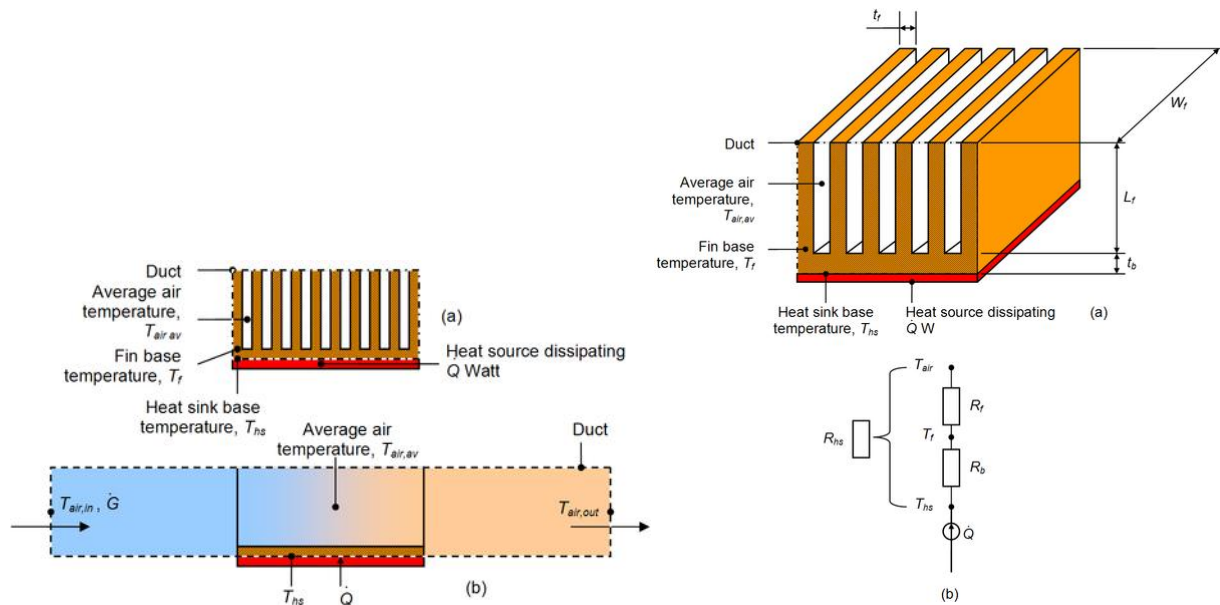 Duct
Average air
temperature,
T_air av
Fin base
temperature, T_f
Heat sink base
temperature, T_hs
(a)
Heat source dissipating
Q̇ Watt
Average air
temperature, T_air,av
Duct
T_air,in , Ġ
T_air,out
T_hs
Q̇
(b)
t_f
W_f
Duct
Average air
temperature,
T_air,av
L_f
Fin base
temperature, T_f
t_b
Heat sink base
temperature, T_hs
Heat source dissipating
Q̇ W
(a)
T_air
R_f
R_hs
T_f
R_b
T_hs
Q̇
(b)